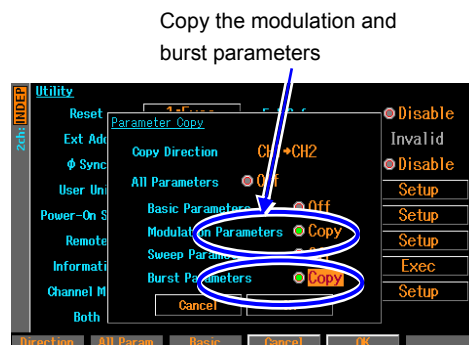 Copy the modulation and
burst parameters
Utility
2ch: INDEP
Reset
Disable
Parameter Copy
Ext Add
Invalid
Copy Direction CH →CH2
φ Sync
Disable
All Parameters
User Uni
Setup
Basic Parameters Off
Power-On S
Setup
Modulation Parameters Copy
Remote
Setup
Sweep Parame
Informati
Exec
Burst Parameters Copy
Channel M
Setup
Cancel
Both
Direction All Param Basic Cancel OK